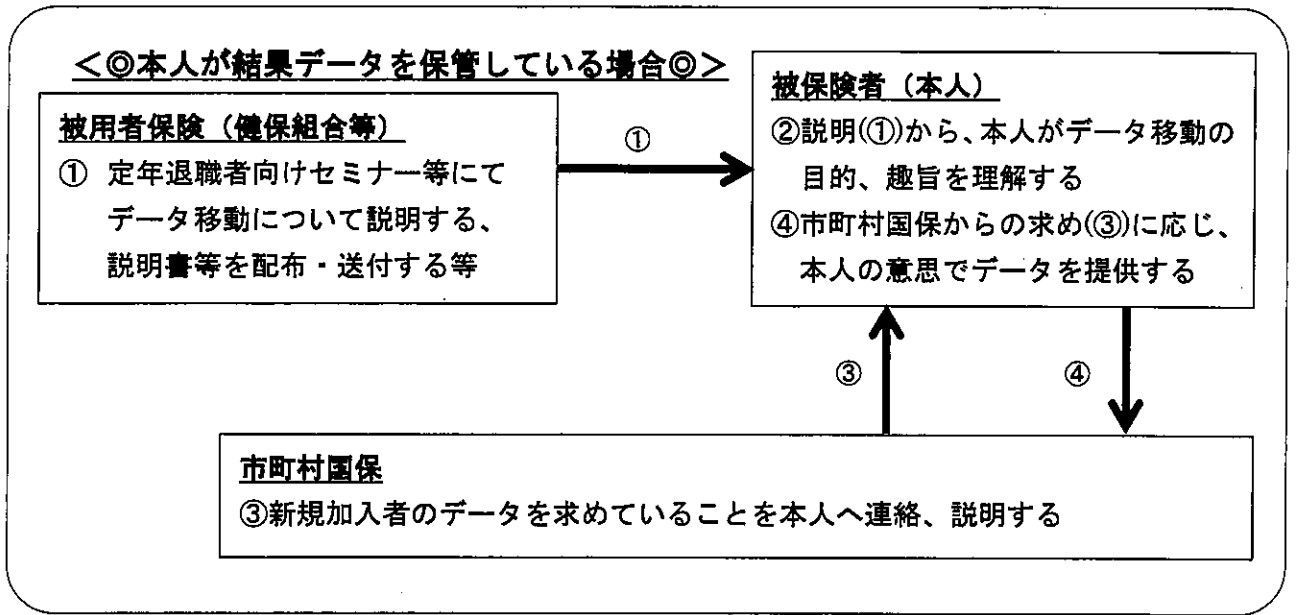 ＜◎本人が結果データを保管している場合◎＞
被用者保険（健保組合等）
① 定年退職者向けセミナー等にて
データ移動について説明する、
説明書等を配布・送付する等
①
被保険者（本人）
②説明(①)から、本人がデータ移動の
目的、趣旨を理解する
④市町村国保からの求め(③)に応じ、
本人の意思でデータを提供する
③
④
市町村国保
③新規加入者のデータを求めていることを本人へ連絡、説明する